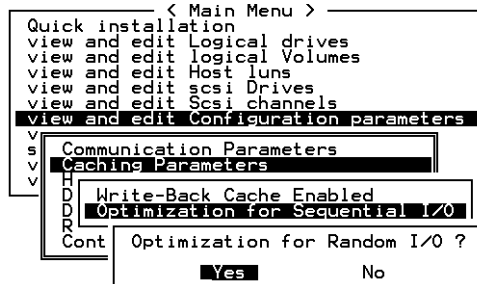 < Main Menu >
Quick installation
view and edit Logical drives
view and edit logical Volumes
view and edit Host luns
view and edit scsi Drives
view and edit Scsi channels
view and edit Configuration parameters
v
s Communication Parameters
v Caching Parameters
v H
D Write-Back Cache Enabled
D Optimization for Sequential I/O
R
Cont Optimization for Random I/O ?
Yes No